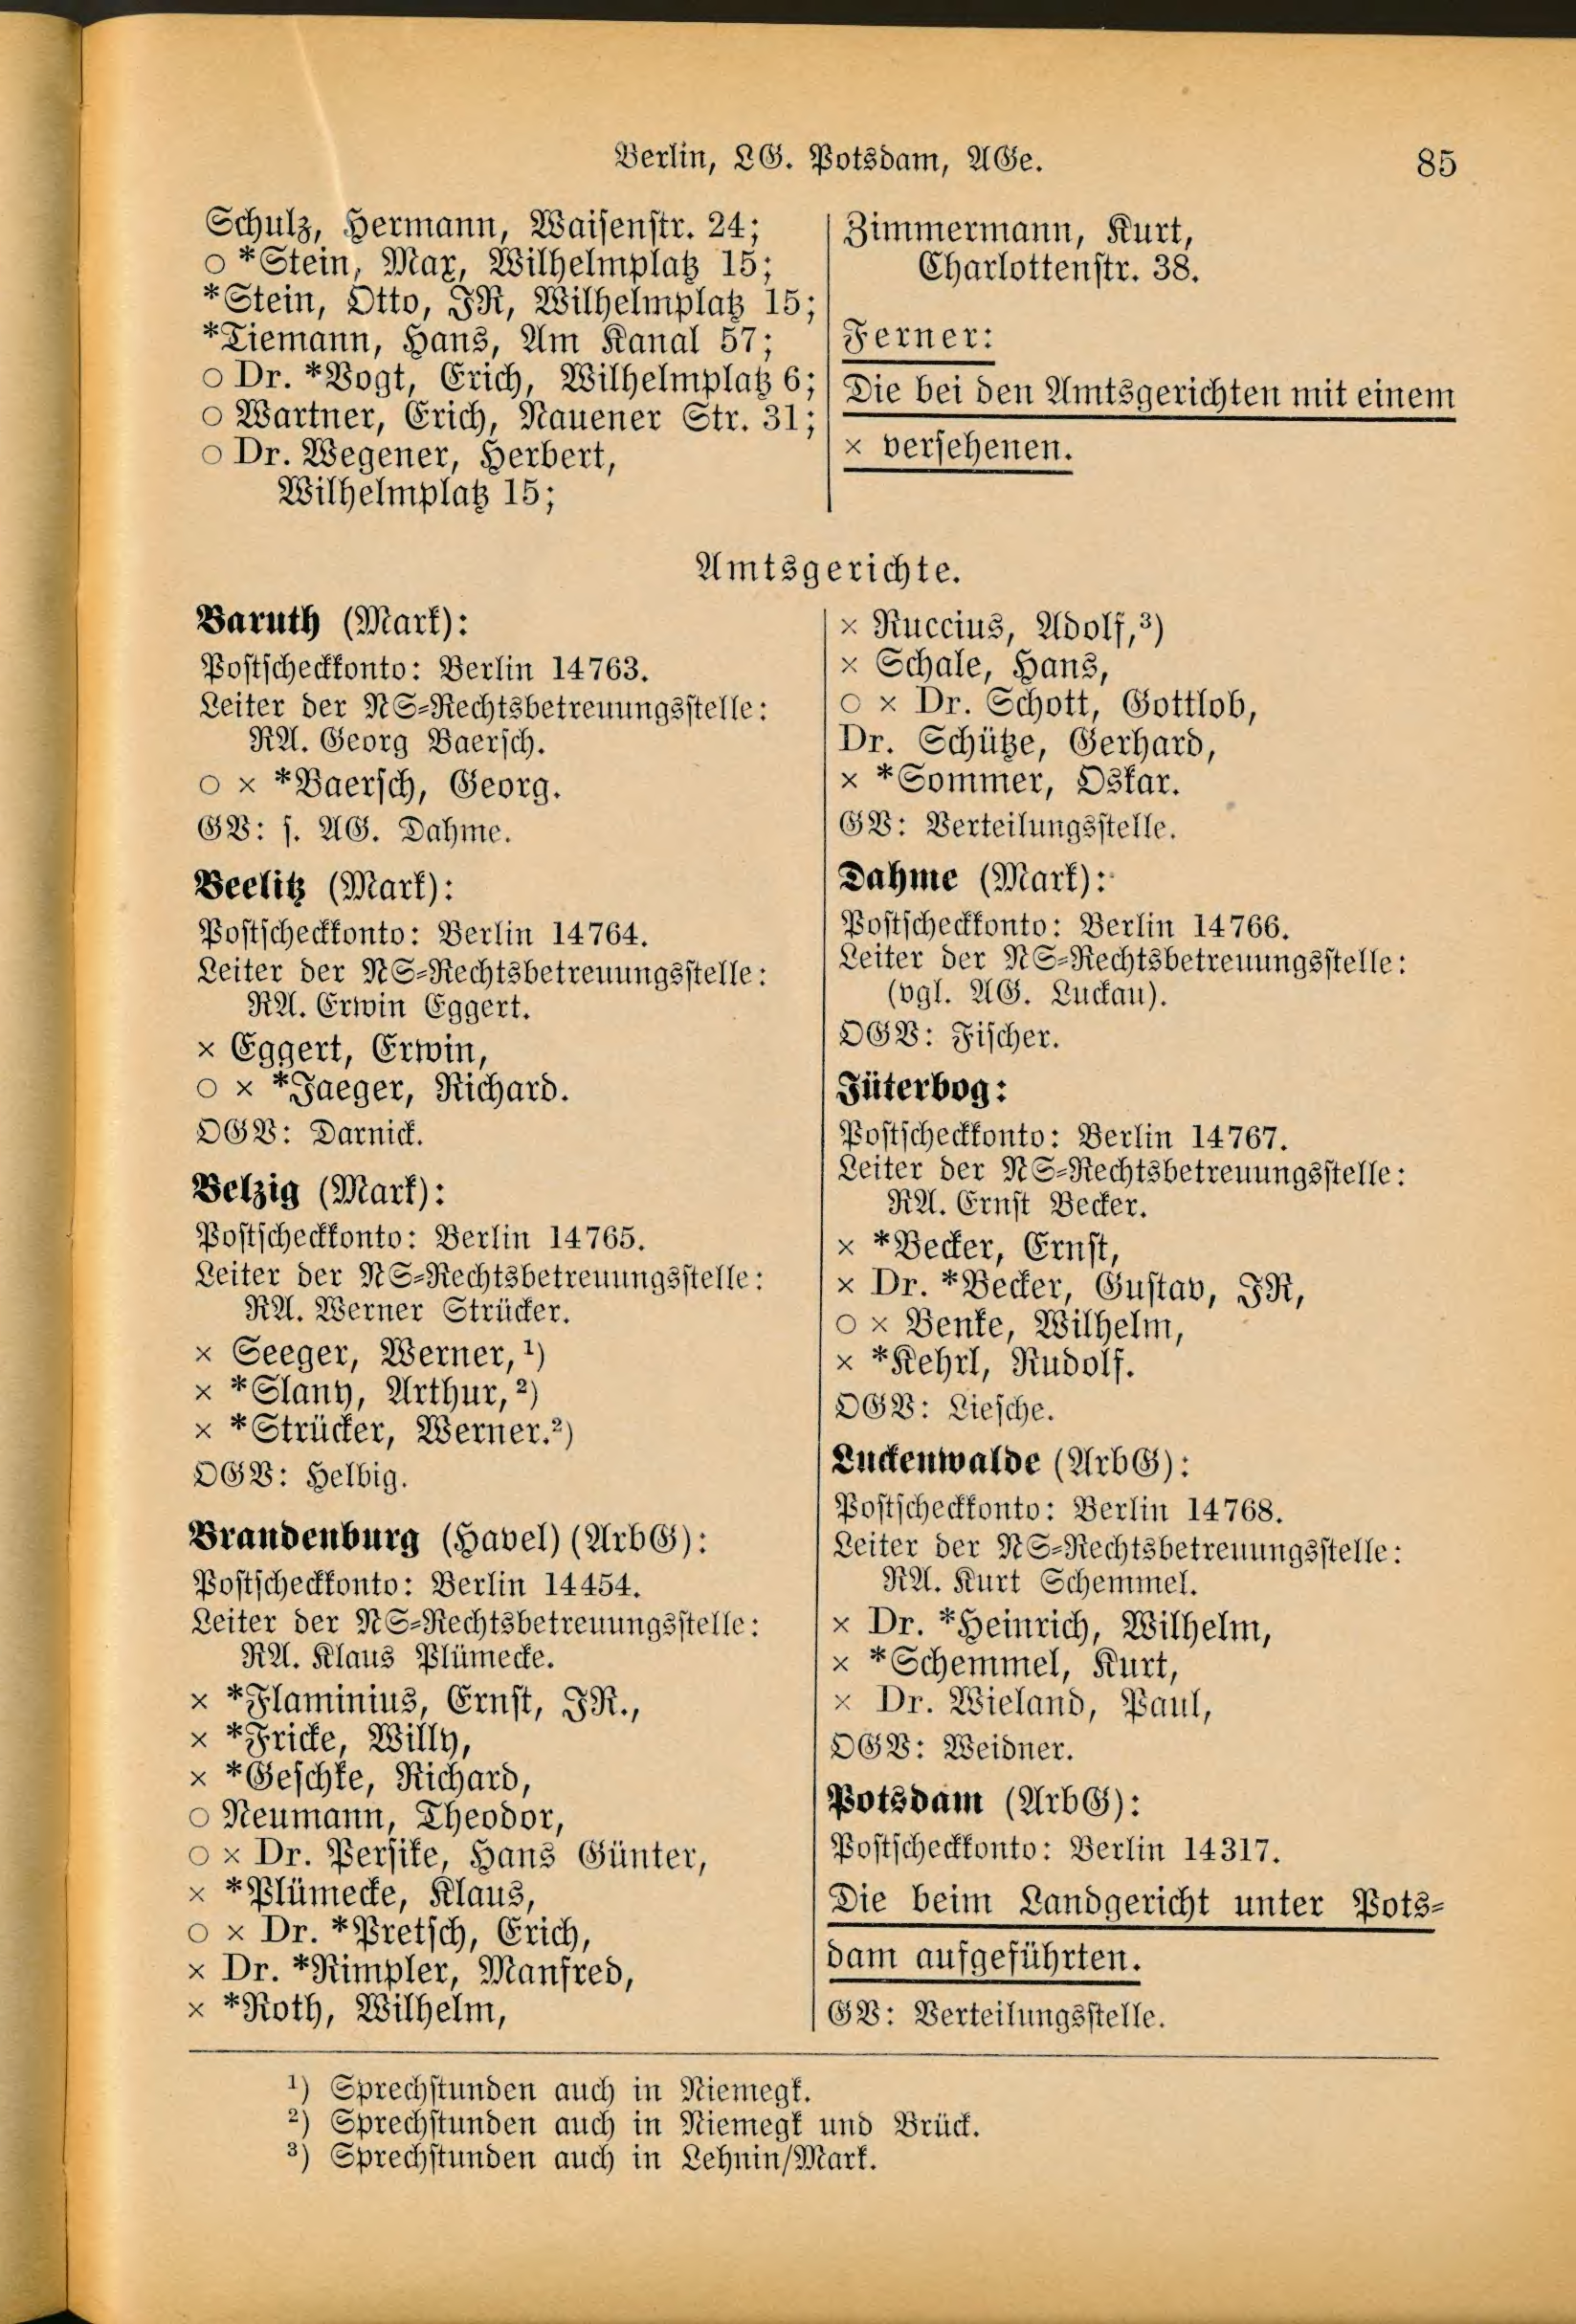 Berlin, LG. Potsdam, AGe.
85
Schulz, Hermann, Waisenstr. 24;
○ *Stein, Max, Wilhelmplatz 15;
*Stein, Otto, JR, Wilhelmplatz 15;
*Tiemann, Hans, Am Kanal 57;
○ Dr. *Vogt, Erich, Wilhelmplatz 6;
○ Wartner, Erich, Nauener Str. 31;
○ Dr. Wegener, Herbert,
Wilhelmplatz 15;
Zimmermann, Kurt,
Charlottenstr. 38.
Ferner:
Die bei den Amtsgerichten mit einem
× versehenen.
Amtsgerichte.
Baruth (Mark):
Postscheckkonto: Berlin 14763.
Leiter der NS-Rechtsbetreuungsstelle:
RA. Georg Baersch.
○ × *Baersch, Georg.
GV: s. AG. Dahme.
Beelitz (Mark):
Postscheckkonto: Berlin 14764.
Leiter der NS-Rechtsbetreuungsstelle:
RA. Erwin Eggert.
× Eggert, Erwin,
○ × *Jaeger, Richard.
OGV: Darnick.
Belzig (Mark):
Postscheckkonto: Berlin 14765.
Leiter der NS-Rechtsbetreuungsstelle:
RA. Werner Strücker.
× Seeger, Werner, ¹)
× *Slany, Arthur, ²)
× *Strücker, Werner.²)
OGV: Helbig.
Brandenburg (Havel) (ArbG):
Postscheckkonto: Berlin 14454.
Leiter der NS-Rechtsbetreuungsstelle:
RA. Klaus Plümecke.
× *Flaminius, Ernst, JR.,
× *Fricke, Willy,
× *Geschke, Richard,
○ Neumann, Theodor,
○ × Dr. Persike, Hans Günter,
× *Plümecke, Klaus,
○ × Dr. *Pretsch, Erich,
× Dr. *Rimpler, Manfred,
× *Roth, Wilhelm,
× Ruccius, Adolf,³)
× Schale, Hans,
○ × Dr. Schott, Gottlob,
Dr. Schütze, Gerhard,
× *Sommer, Oskar.
GV: Verteilungsstelle.
Dahme (Mark):
Postscheckkonto: Berlin 14766.
Leiter der NS-Rechtsbetreuungsstelle:
(vgl. AG. Luckau).
OGV: Fischer.
Jüterbog:
Postscheckkonto: Berlin 14767.
Leiter der NS-Rechtsbetreuungsstelle:
RA. Ernst Becker.
× *Becker, Ernst,
× Dr. *Becker, Gustav, JR,
○ × Benke, Wilhelm,
× *Kehrl, Rudolf.
OGV: Liesche.
Luckenwalde (ArbG):
Postscheckkonto: Berlin 14768.
Leiter der NS-Rechtsbetreuungsstelle:
RA. Kurt Schemmel.
× Dr. *Heinrich, Wilhelm,
× *Schemmel, Kurt,
× Dr. Wieland, Paul,
OGV: Weidner.
Potsdam (ArbG):
Postscheckkonto: Berlin 14317.
Die beim Landgericht unter Pots-
dam aufgeführten.
GV: Verteilungsstelle.
¹) Sprechstunden auch in Niemegk.
²) Sprechstunden auch in Niemegk und Brück.
³) Sprechstunden auch in Lehnin/Mark.